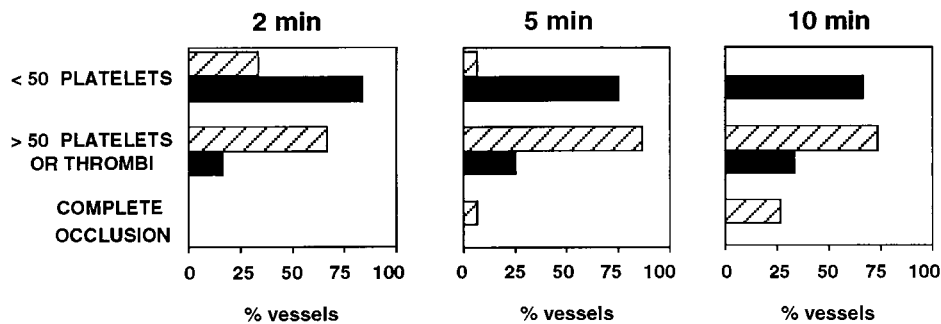 2 min
5 min
10 min
< 50 PLATELETS
> 50 PLATELETS
OR THROMBI
COMPLETE
OCCLUSION
0 25 50 75 100
0 25 50 75 100
0 25 50 75 100
% vessels
% vessels
% vessels